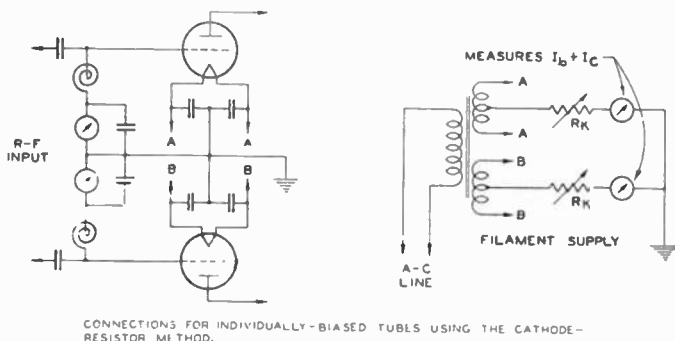 R-F
INPUT
A A
B B
MEASURES Ib + Ic
A
RK
A
B
RK
B
FILAMENT SUPPLY
A-C
LINE
CONNECTIONS FOR INDIVIDUALLY-BIASED TUBES USING THE CATHODE-
RESISTOR METHOD.